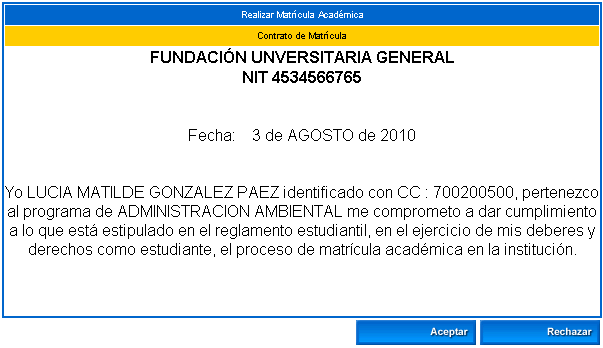 Realizar Matrícula Académica
Contrato de Matrícula
FUNDACIÓN UNVERSITARIA GENERAL
NIT 4534566765
Fecha: 3 de AGOSTO de 2010
Yo LUCIA MATILDE GONZALEZ PAEZ identificado con CC : 700200500, pertenezco
al programa de ADMINISTRACION AMBIENTAL me comprometo a dar cumplimiento
a lo que está estipulado en el reglamento estudiantil, en el ejercicio de mis deberes y
derechos como estudiante, el proceso de matrícula académica en la institución.
Aceptar
Rechazar